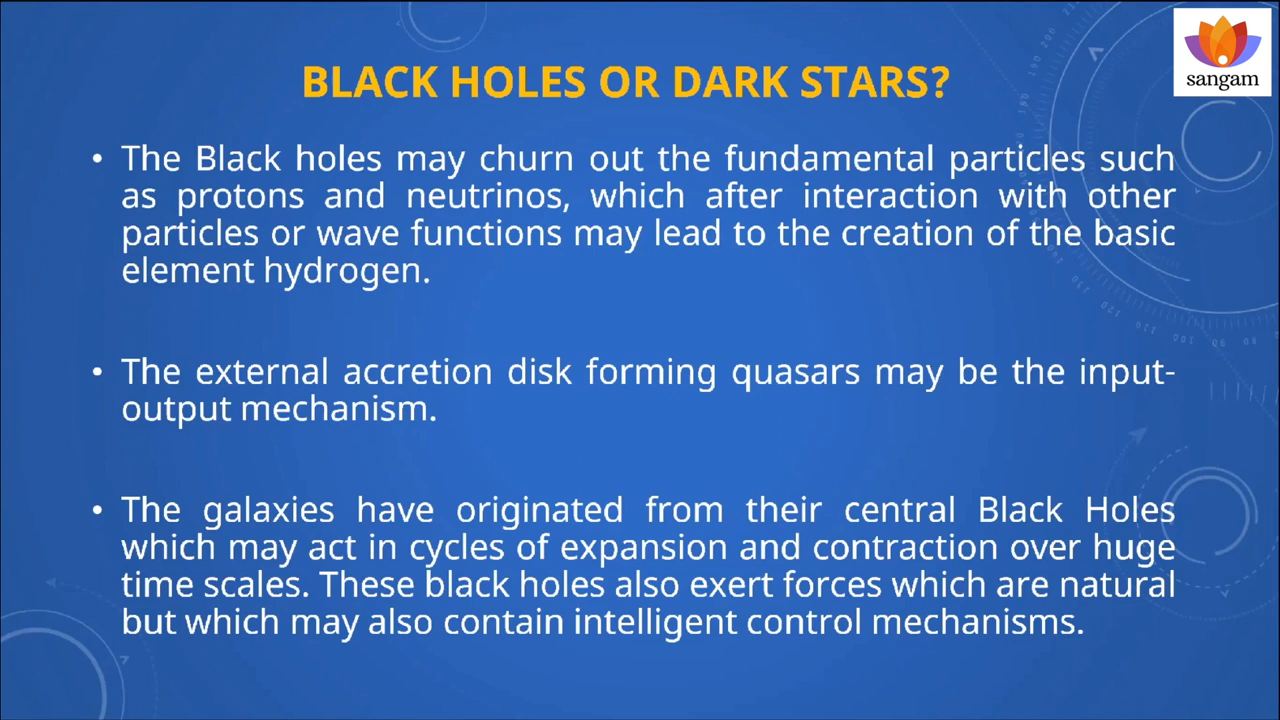 sangam
BLACK HOLES OR DARK STARS?
• The Black holes may churn out the fundamental particles such
as protons and neutrinos, which after interaction with other
particles or wave functions may lead to the creation of the basic
element hydrogen.
• The external accretion disk forming quasars may be the input-
output mechanism.
• The galaxies have originated from their central Black Holes
which may act in cycles of expansion and contraction over huge
time scales. These black holes also exert forces which are natural
but which may also contain intelligent control mechanisms.